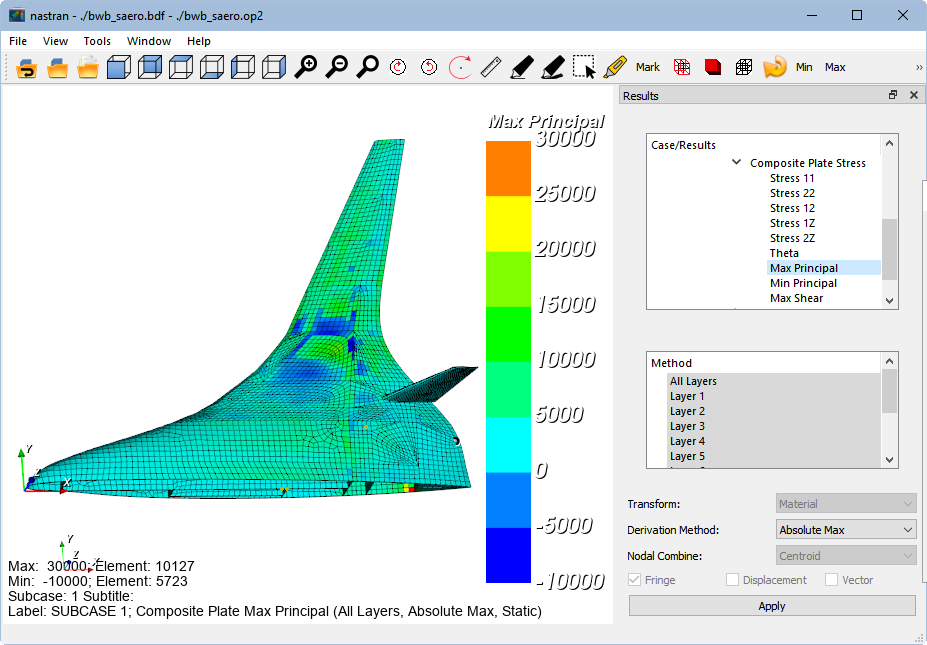 nastran - ./bwb_saero.bdf - ./bwb_saero.op2
File View Tools Window Help
Mark Min Max »
Results
Case/Results
Composite Plate Stress
Stress 11
Stress 22
Stress 12
Stress 1Z
Stress 2Z
Theta
Max Principal
Min Principal
Max Shear
Method
All Layers
Layer 1
Layer 2
Layer 3
Layer 4
Layer 5
Transform: Material
Derivation Method: Absolute Max
Nodal Combine: Centroid
Fringe Displacement Vector
Apply
Max Principal
30000
25000
20000
15000
10000
5000
0
-5000
-10000
Y
Z
X
Y
Z
X
Max: 30000; Element: 10127
Min: -10000; Element: 5723
Subcase: 1 Subtitle:
Label: SUBCASE 1; Composite Plate Max Principal (All Layers, Absolute Max, Static)